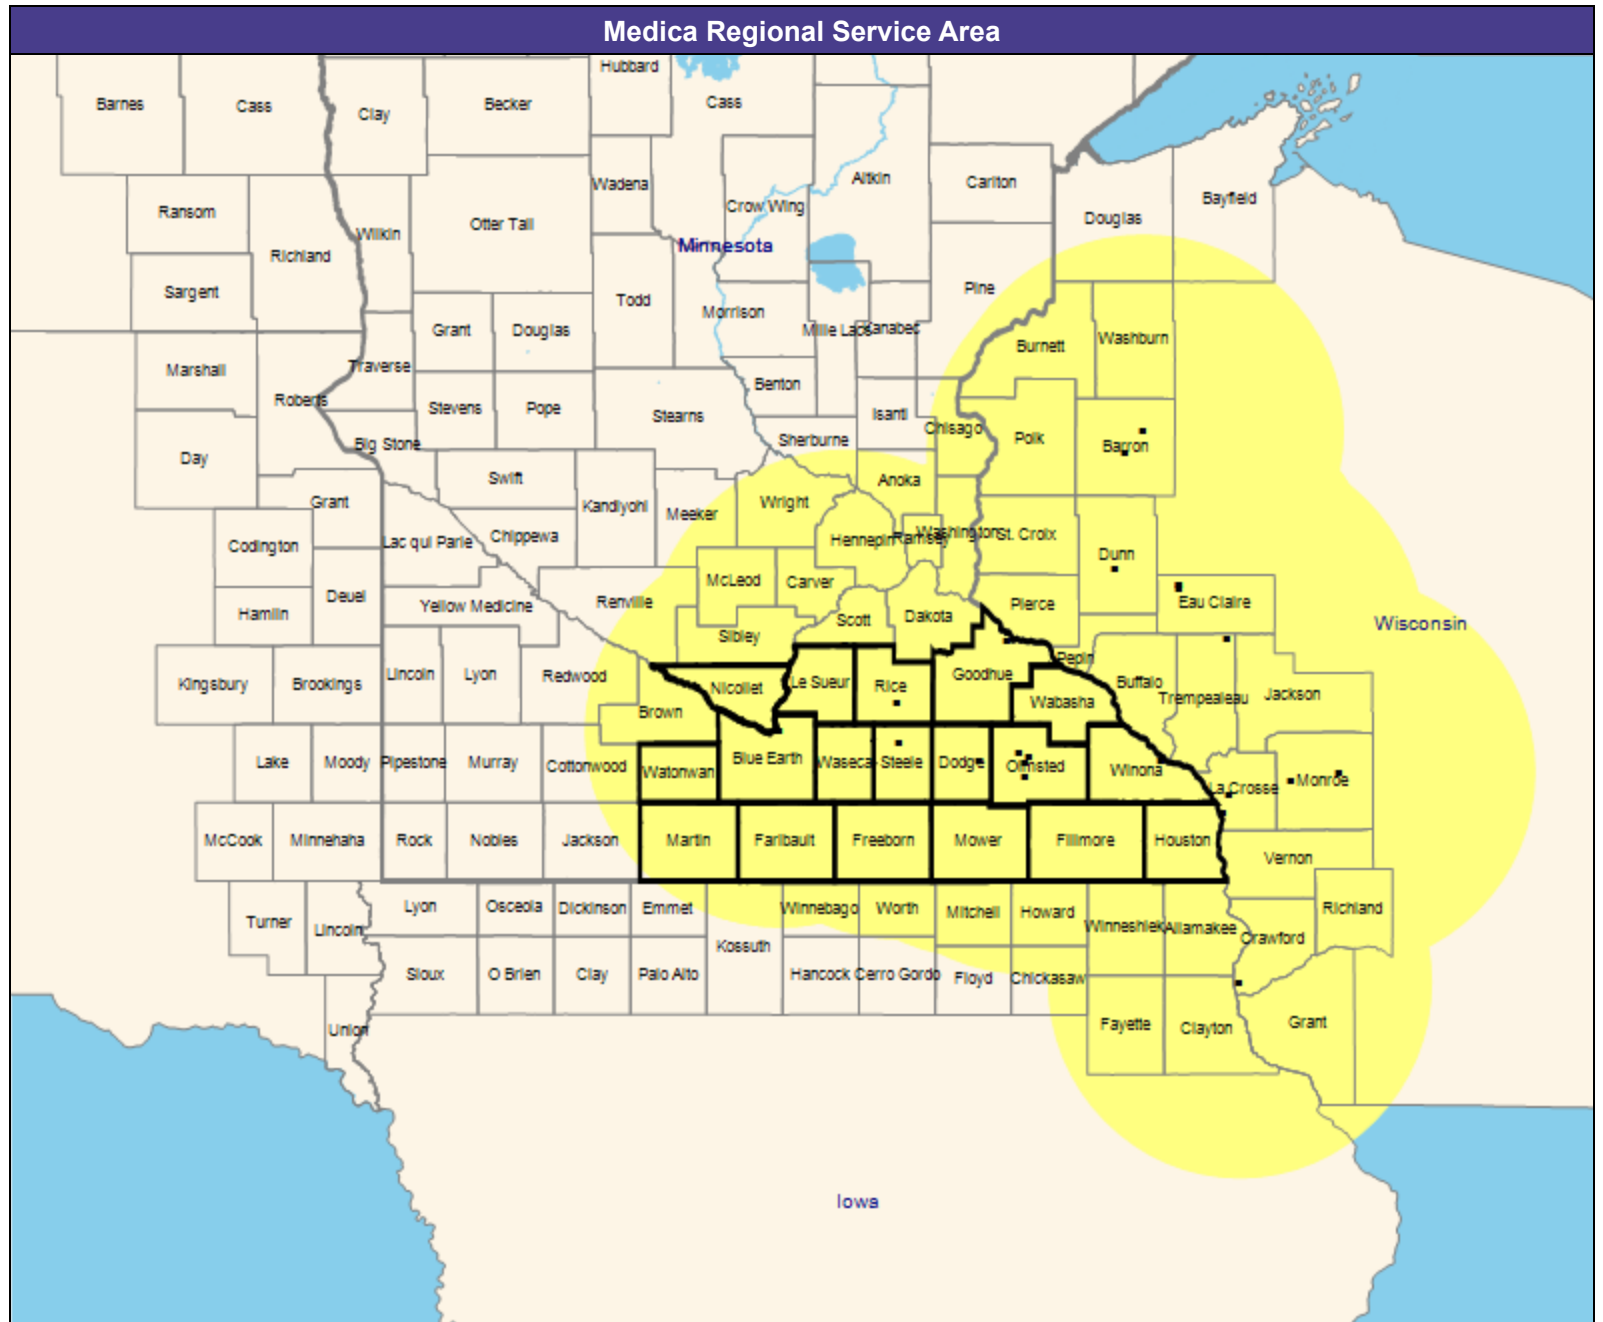 Medica Regional Service Area
Hubbard
Barnes
Cass
Clay
Becker
Cass
Wadena
Aitkin
Carlton
Crow Wing
Bayfield
Ransom
Otter Tail
Douglas
Wilkin
Minnesota
Richland
Sargent
Pine
Todd
Morrison
Grant
Douglas
Mille Lacs
Kanabec
Washburn
Burnett
Marshall
Traverse
Benton
Roberts
Stevens
Pope
Stearns
Isanti
Chisago
Polk
Barron
Big Stone
Sherburne
Day
Swift
Anoka
Grant
Kandiyohi
Meeker
Wright
Codington
Lac qui Parle
Chippewa
Hennepin
Ramsey
Washington
St. Croix
Dunn
McLeod
Carver
Deuel
Yellow Medicine
Renville
Pierce
Eau Claire
Hamlin
Scott
Dakota
Wisconsin
Sibley
Pepin
Kingsbury
Brookings
Lincoln
Lyon
Redwood
Nicollet
Le Sueur
Rice
Goodhue
Buffalo
Trempealeau
Jackson
Wabasha
Brown
Lake
Moody
Pipestone
Murray
Cottonwood
Watonwan
Blue Earth
Waseca
Steele
Dodge
Olmsted
Winona
La Crosse
Monroe
McCook
Minnehaha
Rock
Nobles
Jackson
Martin
Faribault
Freeborn
Mower
Fillmore
Houston
Vernon
Turner
Lincoln
Lyon
Osceola
Dickinson
Emmet
Winnebago
Worth
Mitchell
Howard
Winneshiek
Allamakee
Crawford
Richland
Kossuth
Sioux
O Brien
Clay
Palo Alto
Hancock
Cerro Gordo
Floyd
Chickasaw
Union
Fayette
Clayton
Grant
Iowa